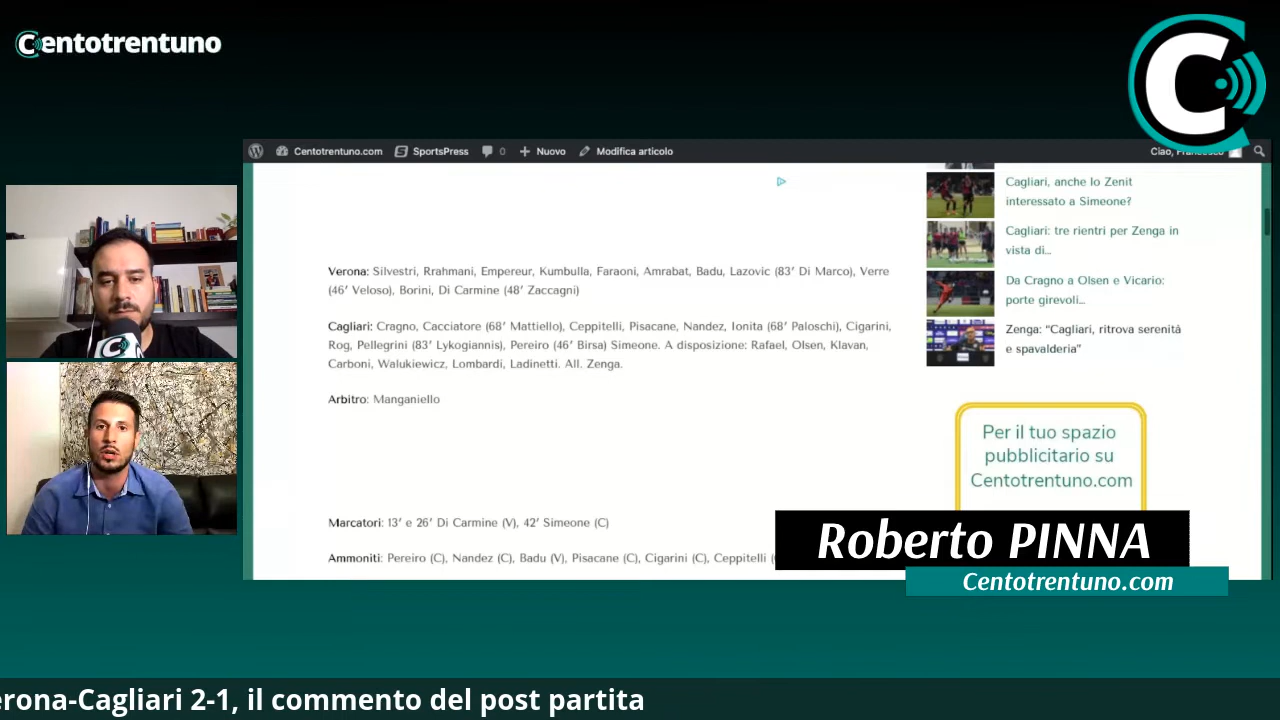 Centotrentuno
Centotrentuno.com SportsPress 0 Nuovo Modifica articolo
Ciao,
Cagliari, anche lo Zenit
interessato a Simeone?
Cagliari: tre rientri per Zenga in
vista di…
Da Cragno a Olsen e Vicario:
porte girevoli…
Zenga: “Cagliari, ritrova serenità
e spavalderia”
Verona: Silvestri, Rrahmani, Empereur, Kumbulla, Faraoni, Amrabat, Badu, Lazovic (83′ Di Marco), Verre
(46′ Veloso), Borini, Di Carmine (48′ Zaccagni)
Cagliari: Cragno, Cacciatore (68′ Mattiello), Ceppitelli, Pisacane, Nandez, Ionita (68′ Paloschi), Cigarini,
Rog, Pellegrini (83′ Lykogiannis), Pereiro (46′ Birsa) Simeone. A disposizione: Rafael, Olsen, Klavan,
Carboni, Walukiewicz, Lombardi, Ladinetti. All. Zenga.
Arbitro: Manganiello
Per il tuo spazio
pubblicitario su
Centotrentuno.com
Marcatori: 13′ e 26′ Di Carmine (V), 42′ Simeone (C)
Ammoniti: Pereiro (C), Nandez (C), Badu (V), Pisacane (C), Cigarini (C), Ceppitelli
Roberto PINNA
Centotrentuno.com
erona-Cagliari 2-1, il commento del post partita